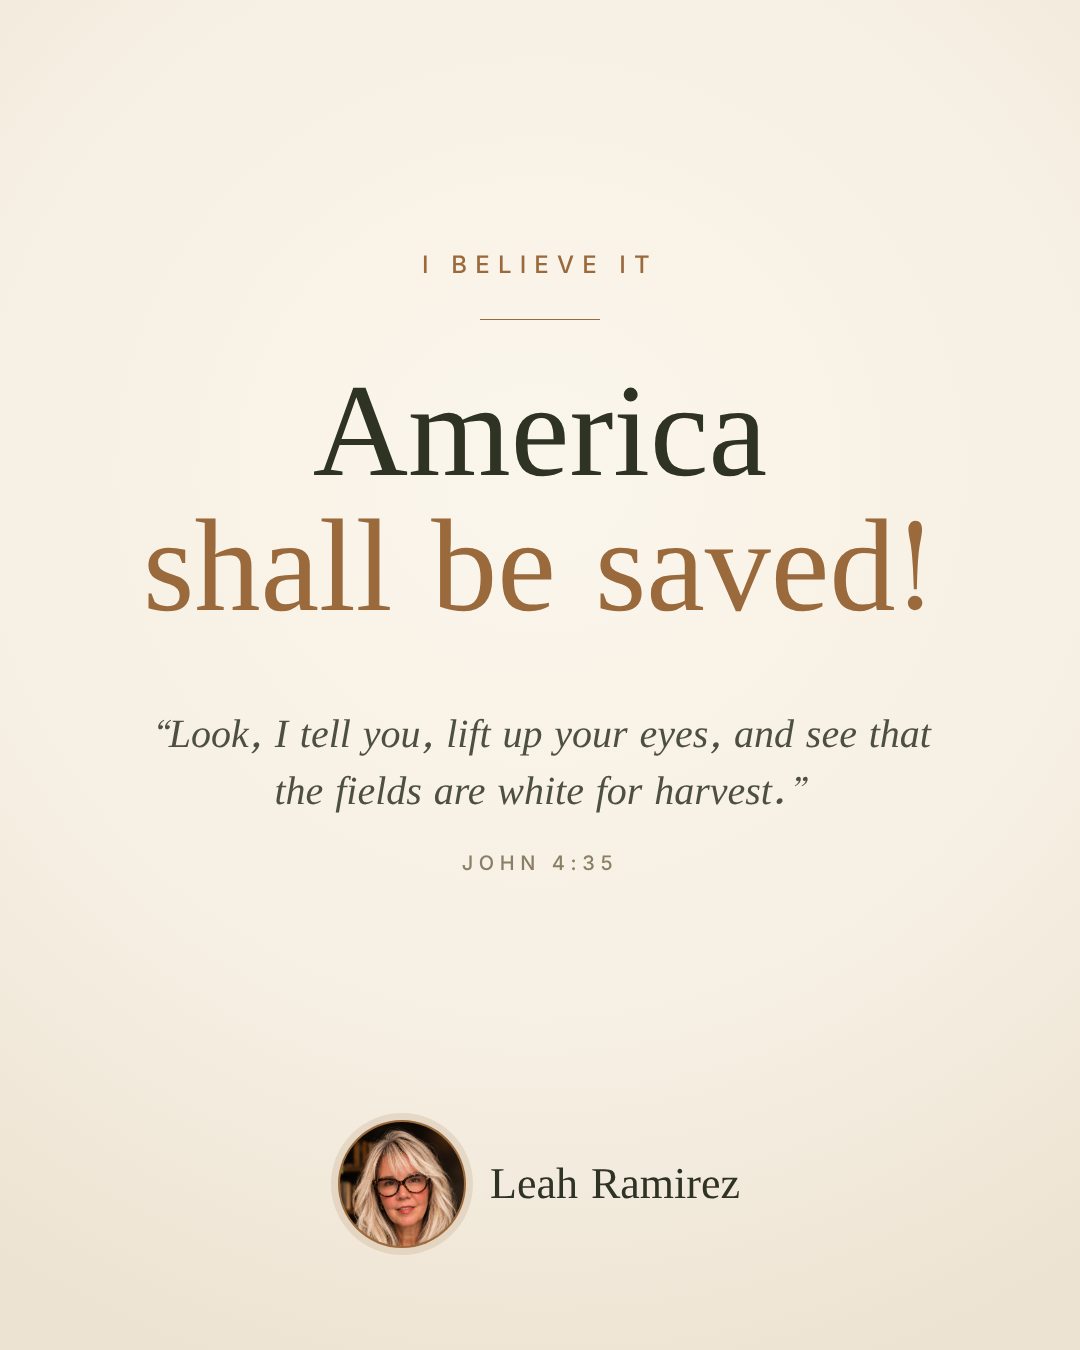 I BELIEVE IT
America
shall be saved!
“Look, I tell you, lift up your eyes, and see that
the fields are white for harvest.”
JOHN 4:35
Leah Ramirez